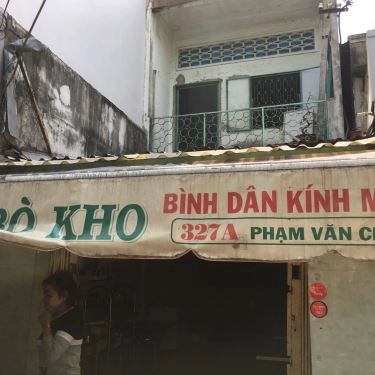 BÒ KHO
BÌNH DÂN KÍNH M
327A PHẠM VĂN C